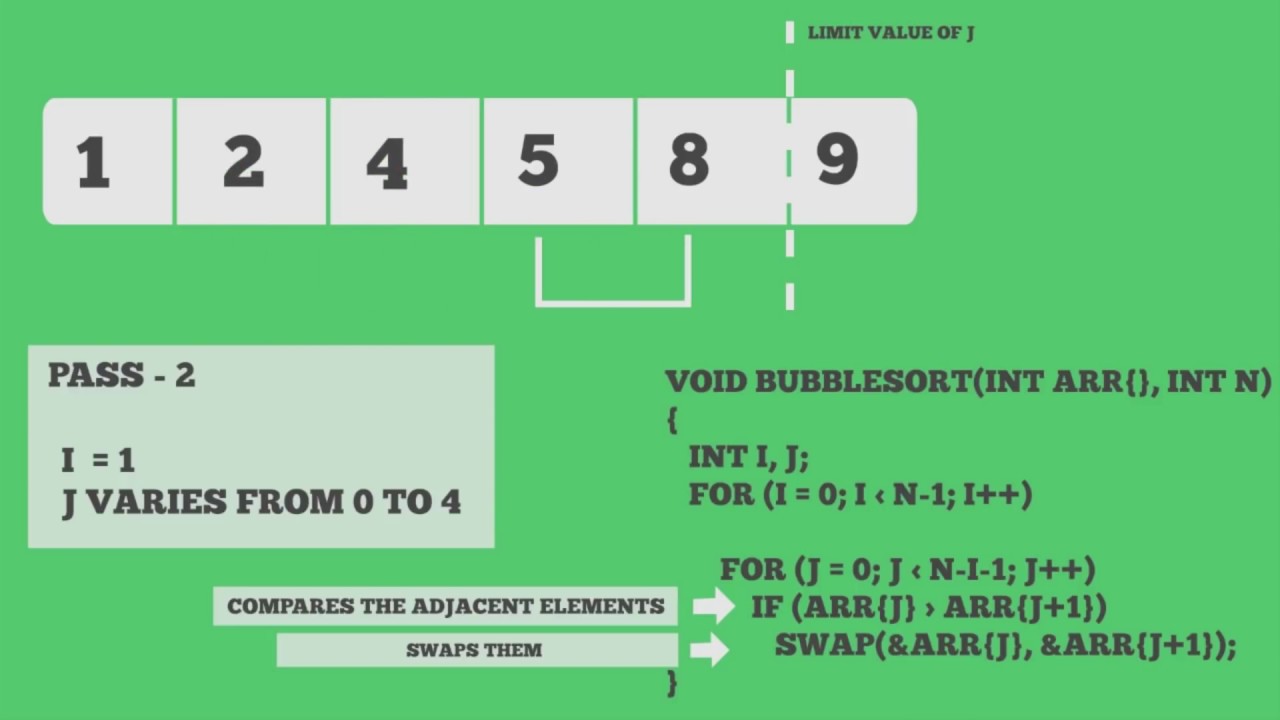 LIMIT VALUE OF J
1 2 4 5 8 9
PASS - 2
I = 1
J VARIES FROM 0 TO 4
VOID BUBBLESORT(INT ARR{}, INT N)
{
INT I, J;
FOR (I = 0; I ‹ N-1; I++)
FOR (J = 0; J ‹ N-I-1; J++)
COMPARES THE ADJACENT ELEMENTS
IF (ARR{J} › ARR{J+1})
SWAPS THEM
SWAP(&ARR{J}, &ARR{J+1});
}